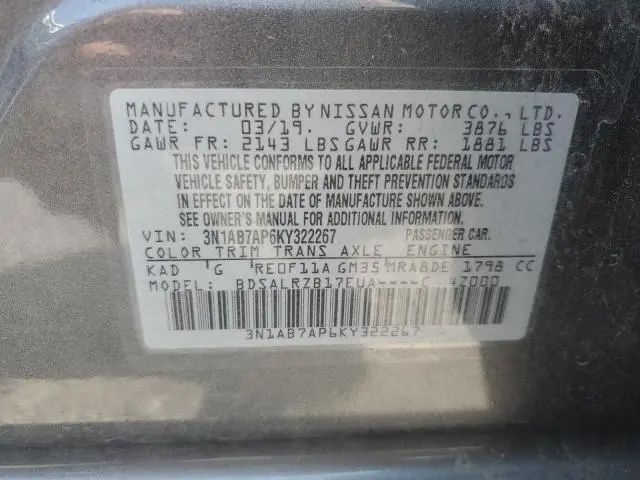 MANUFACTURED BY NISSAN MOTOR CO., LTD.
DATE: 03/19. GVWR: 3876 LBS
GAWR FR: 2143 LBS GAWR RR: 1881 LBS
THIS VEHICLE CONFORMS TO ALL APPLICABLE FEDERAL MOTOR
VEHICLE SAFETY, BUMPER AND THEFT PREVENTION STANDARDS
IN EFFECT ON THE DATE OF MANUFACTURE SHOWN ABOVE.
SEE OWNER'S MANUAL FOR ADDITIONAL INFORMATION.
VIN: 3N1AB7AP6KY322267 PASSENGER CAR.
COLOR TRIM TRANS AXLE ENGINE
KAD G RE0F11A GM35 MRA8DE 1798 CC
MODEL: BDSALRZB17EUA----C 4Z000
3N1AB7AP6KY322267